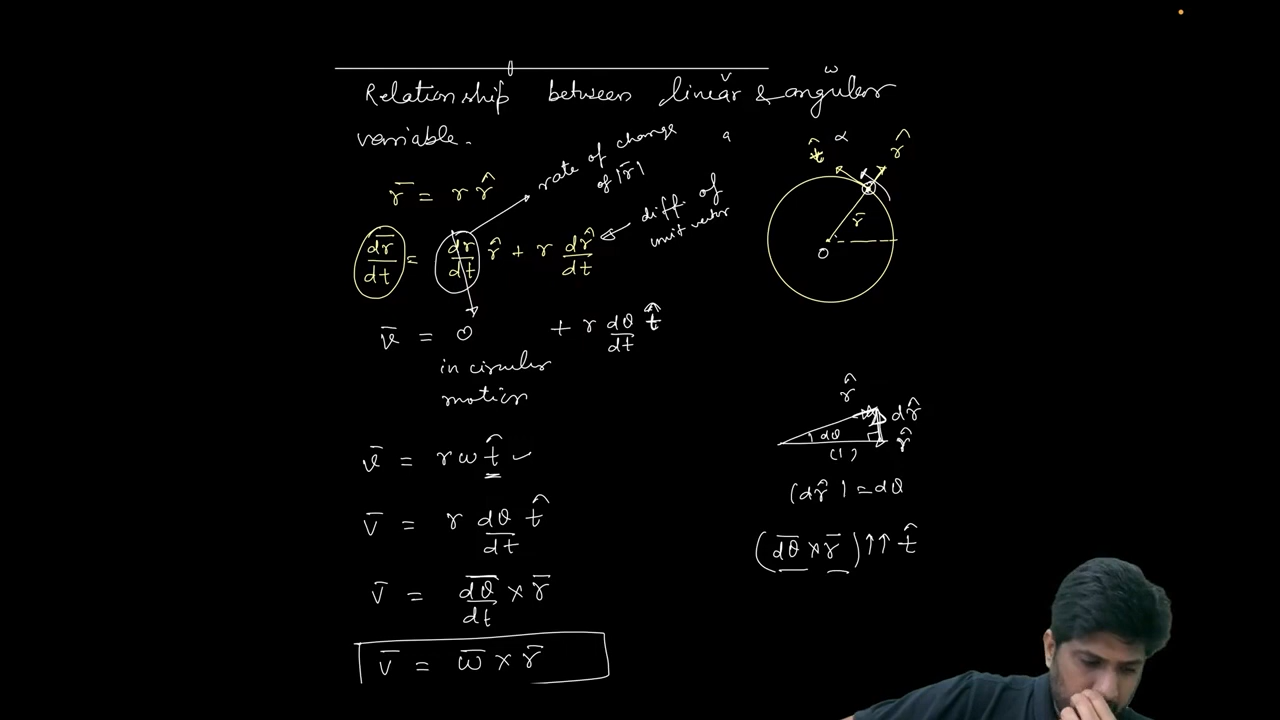 v̄ ω
Relationship between linear & angular
variable.
r̄ = r r̂
rate of change
of |r̄|
a
α
t̂
r̂
r̄
O
dr̄/dt = dr/dt r̂ + r dr̂/dt
diff. of
unit vector
v̄ = 0 + r dθ/dt t̂
in circular
motion
v̄ = r ω t̂
v̄ = r dθ/dt t̂
v̄ = dθ̄/dt × r̄
v̄ = ω̄ × r̄
r̂
dr̂
dθ
r̂
(1)
|dr̂| = dθ
(dθ̄ × r̄) ↑↑ t̂